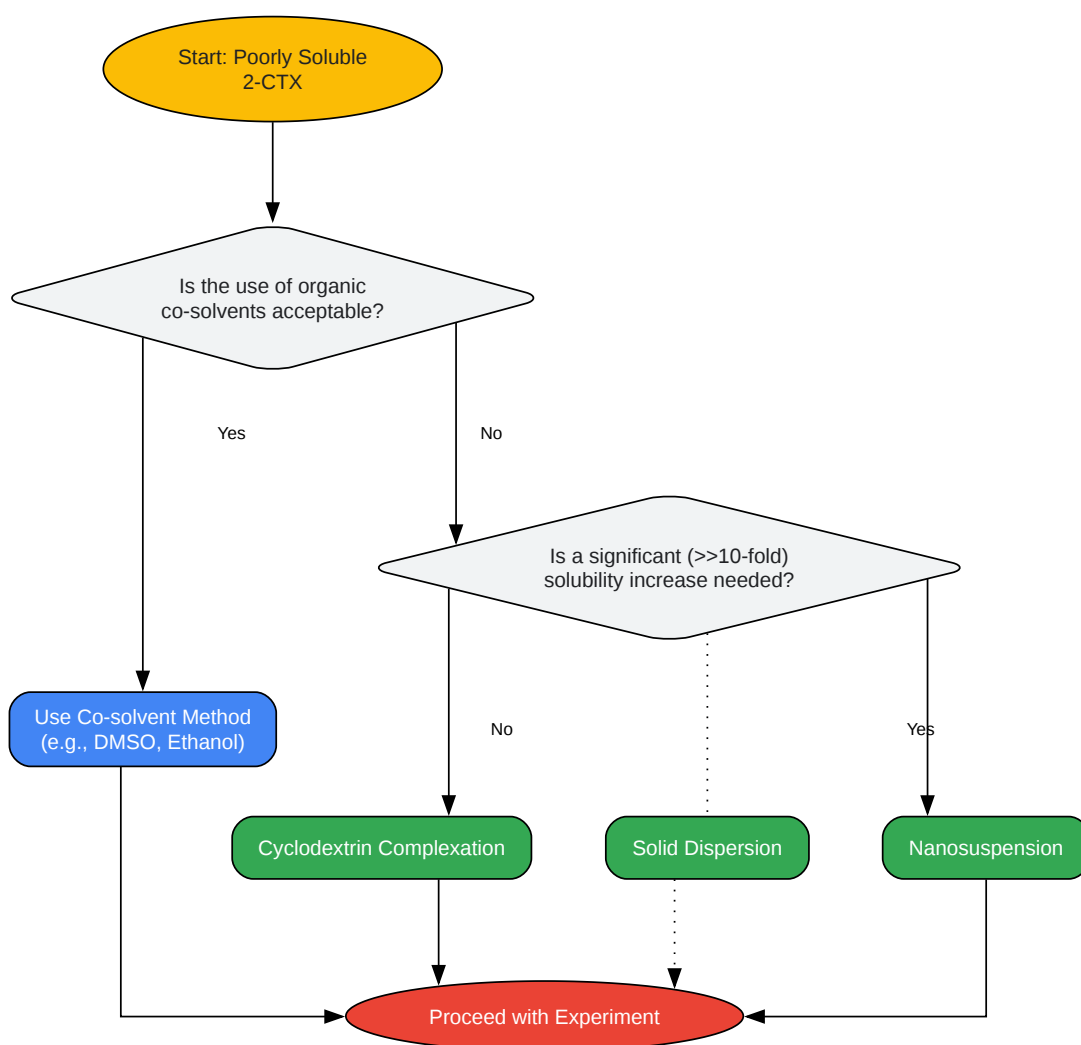 Start: Poorly Soluble
2-CTX
Is the use of organic
co-solvents acceptable?
Yes
No
Is a significant (>>10-fold)
solubility increase needed?
Use Co-solvent Method
(e.g., DMSO, Ethanol)
No
Yes
Cyclodextrin Complexation
Solid Dispersion
Nanosuspension
Proceed with Experiment